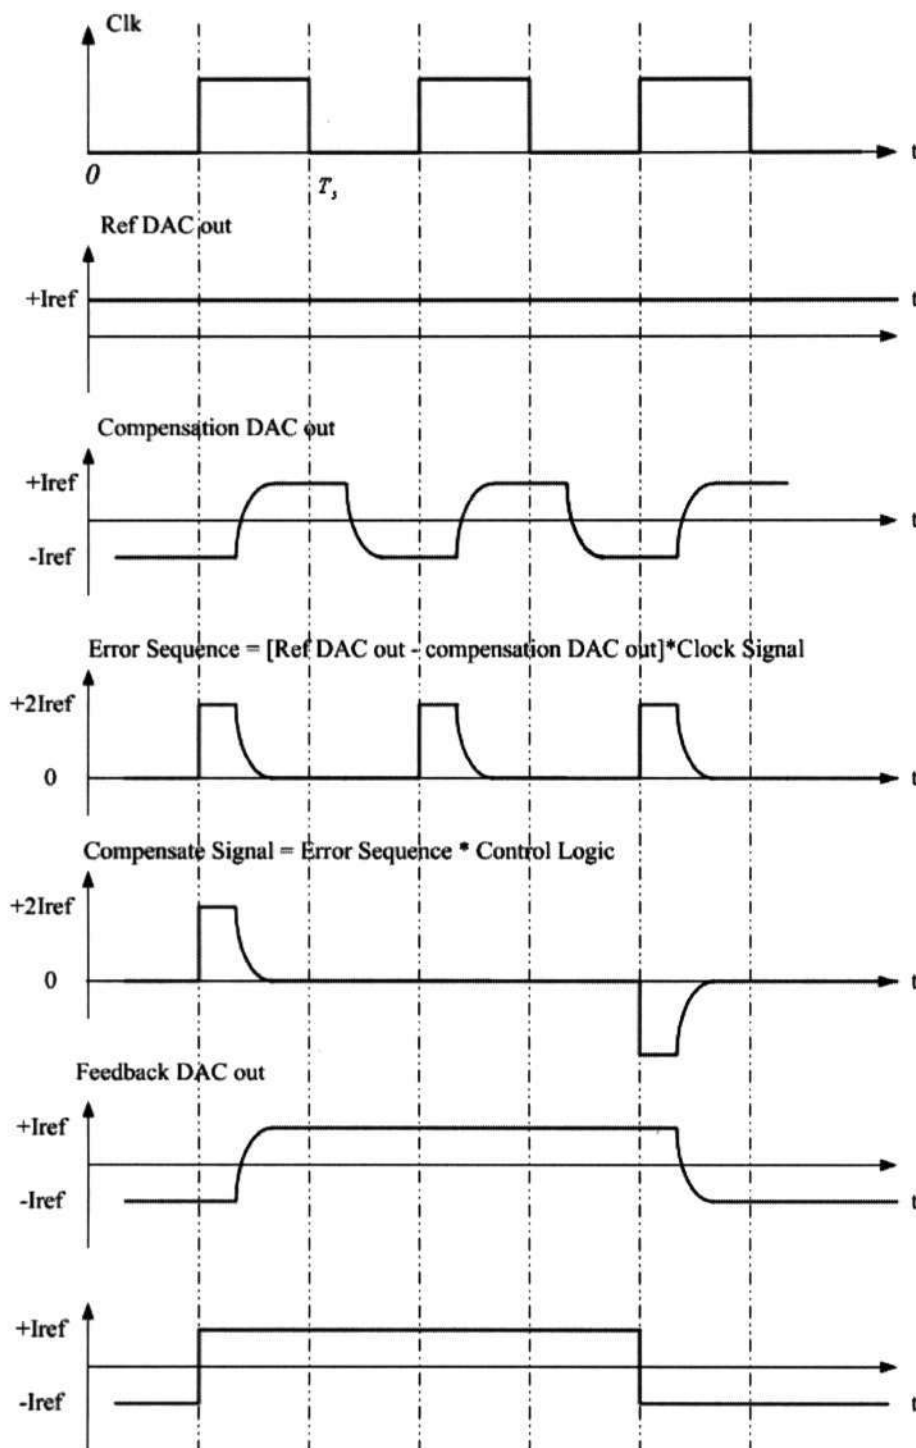 Clk
t
0
T_s
Ref DAC out
+Iref
t
Compensation DAC out
+Iref
t
-Iref
Error Sequence = [Ref DAC out - compensation DAC out]*Clock Signal
+2Iref
0
t
Compensate Signal = Error Sequence * Control Logic
+2Iref
0
t
Feedback DAC out
+Iref
-Iref
t
+Iref
-Iref
t